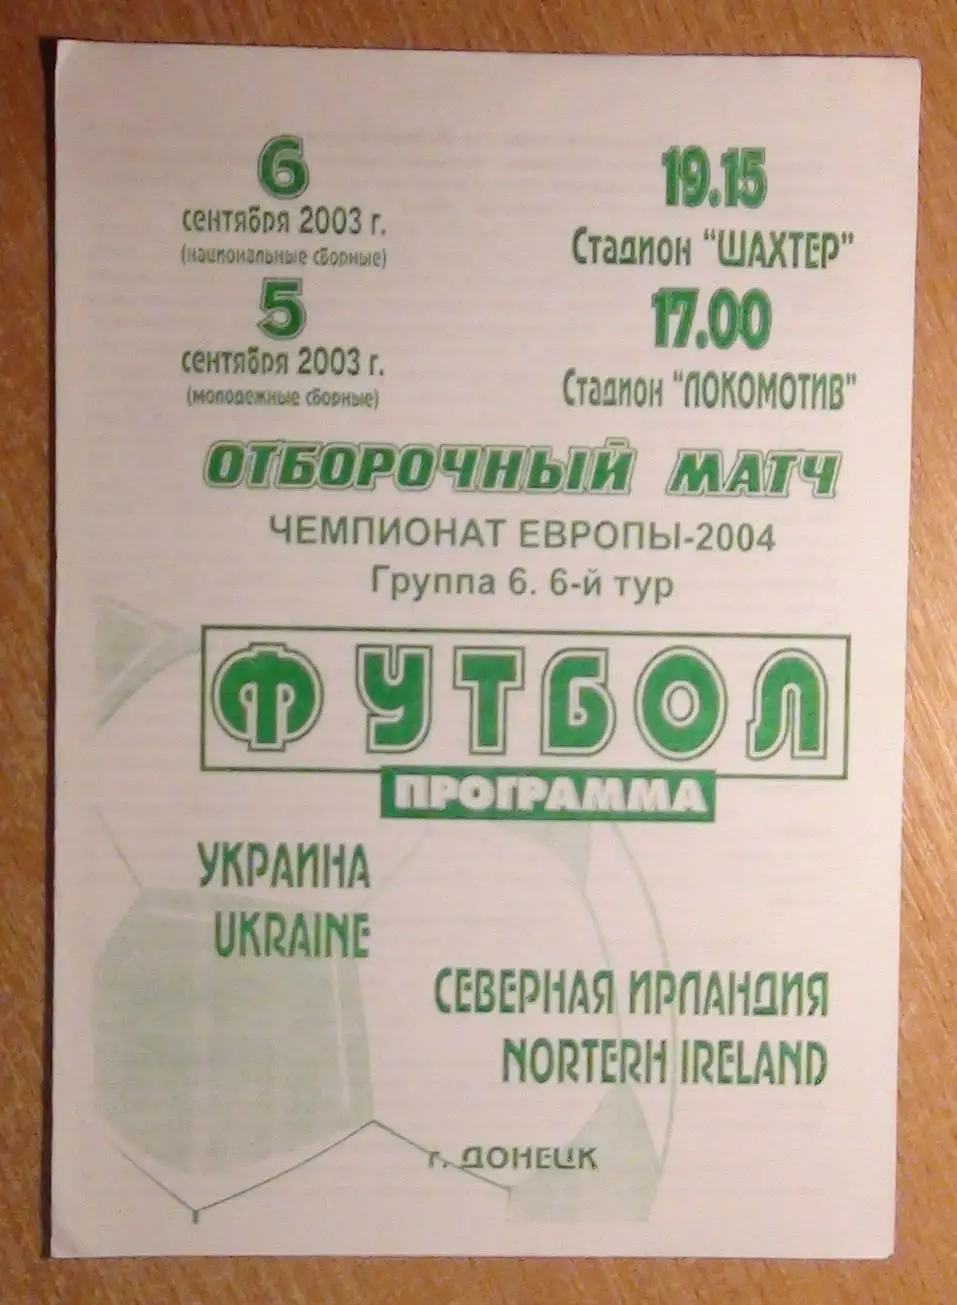 6
сентября 2003 г.
(национальные сборные)
19.15
Стадион "ШАХТЕР"
5
сентября 2003 г.
(молодежные сборные)
17.00
Стадион "ЛОКОМОТИВ"
ОТБОРОЧНЫЙ МАТЧ
ЧЕМПИОНАТ ЕВРОПЫ-2004
Группа 6. 6-й тур
ФУТБОЛ
ПРОГРАММА
УКРАИНА
UKRAINE
СЕВЕРНАЯ ИРЛАНДИЯ
NORTERH IRELAND
г. ДОНЕЦК